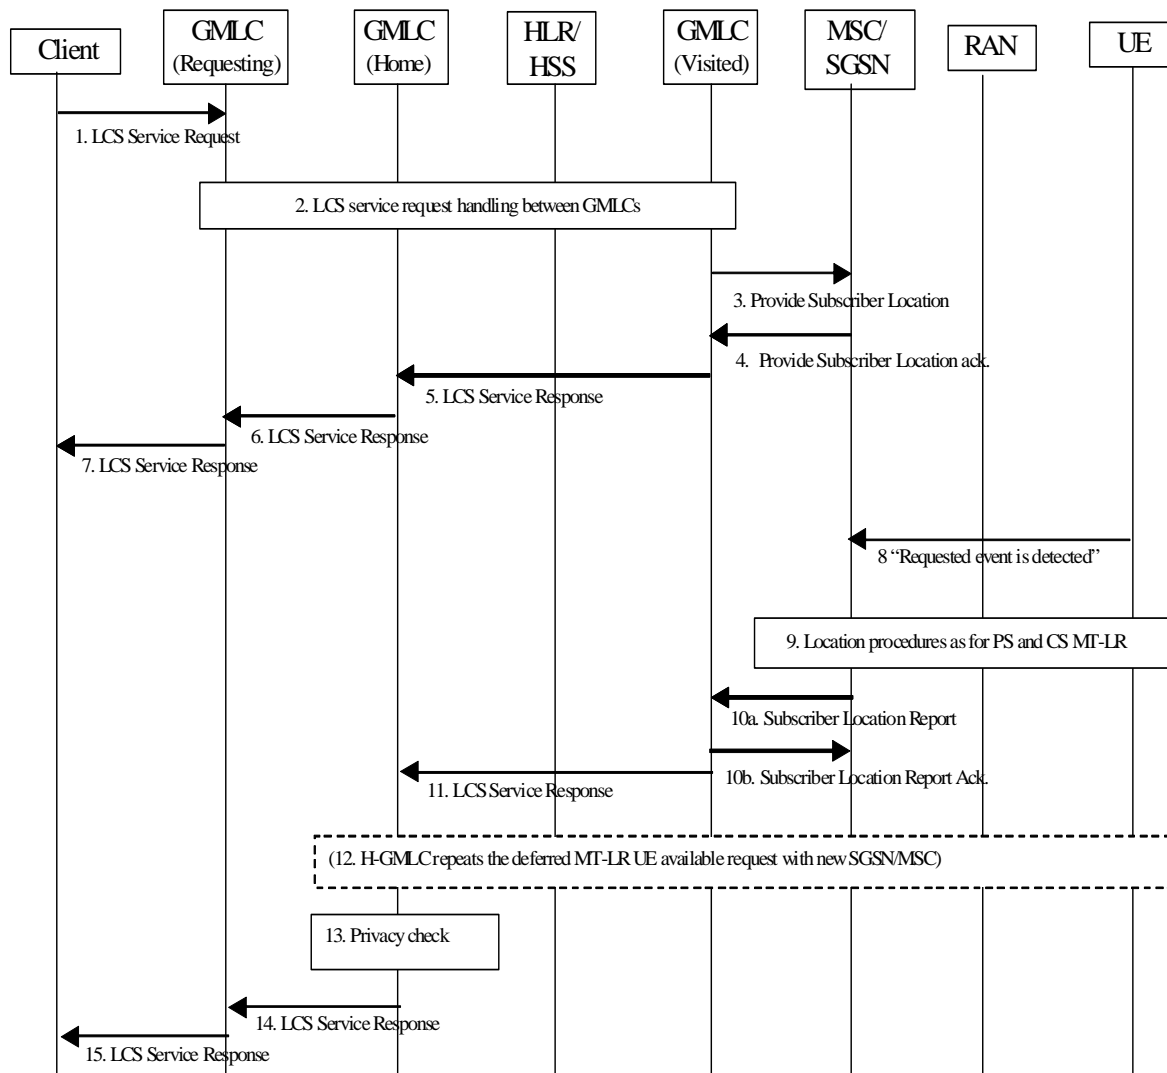 Client
GMLC
(Requesting)
GMLC
(Home)
HLR/
HSS
GMLC
(Visited)
MSC/
SGSN
RAN
UE
1. LCS Service Request
2. LCS service request handling between GMLCs
3. Provide Subscriber Location
4. Provide Subscriber Location ack.
5. LCS Service Response
6. LCS Service Response
7. LCS Service Response
8 “Requested event is detected”
9. Location procedures as for PS and CS MT-LR
10a. Subscriber Location Report
10b. Subscriber Location Report Ack.
11. LCS Service Response
(12. H-GMLC repeats the deferred MT-LR UE available request with new SGSN/MSC)
13. Privacy check
14. LCS Service Response
15. LCS Service Response